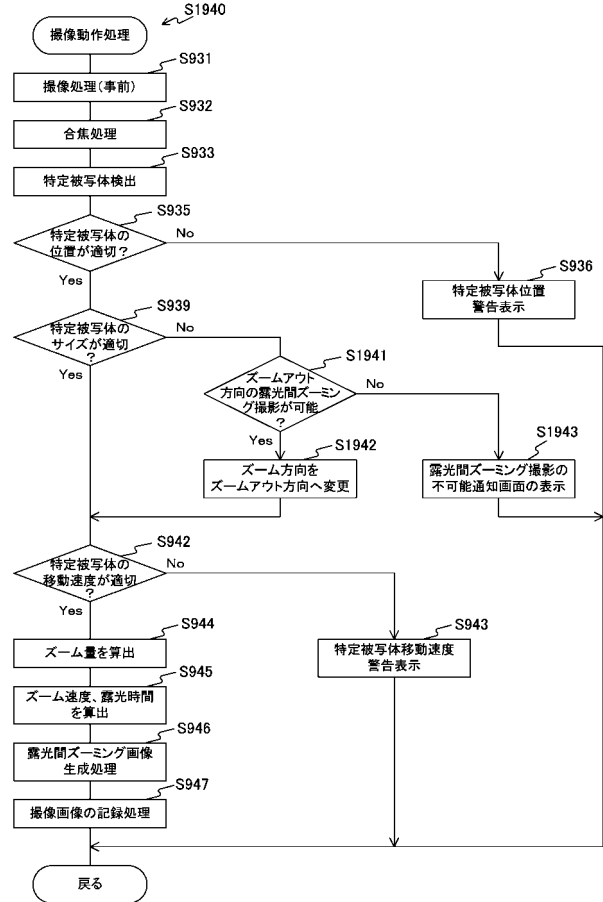 S1940
撮像動作処理
S931
撮像処理(事前)
S932
合焦処理
S933
特定被写体検出
S935
特定被写体の
位置が適切?
No
Yes
S936
特定被写体位置
警告表示
S939
特定被写体の
サイズが適切
?
No
Yes
S1941
ズームアウト
方向の露光間ズーミン
グ撮影が可能
?
No
Yes
S1942
ズーム方向を
ズームアウト方向へ変更
S1943
露光間ズーミング撮影の
不可能通知画面の表示
S942
特定被写体の
移動速度が適切
?
No
Yes
S943
特定被写体移動速度
警告表示
S944
ズーム量を算出
S945
ズーム速度、露光時間
を算出
S946
露光間ズーミング画像
生成処理
S947
撮像画像の記録処理
戻る